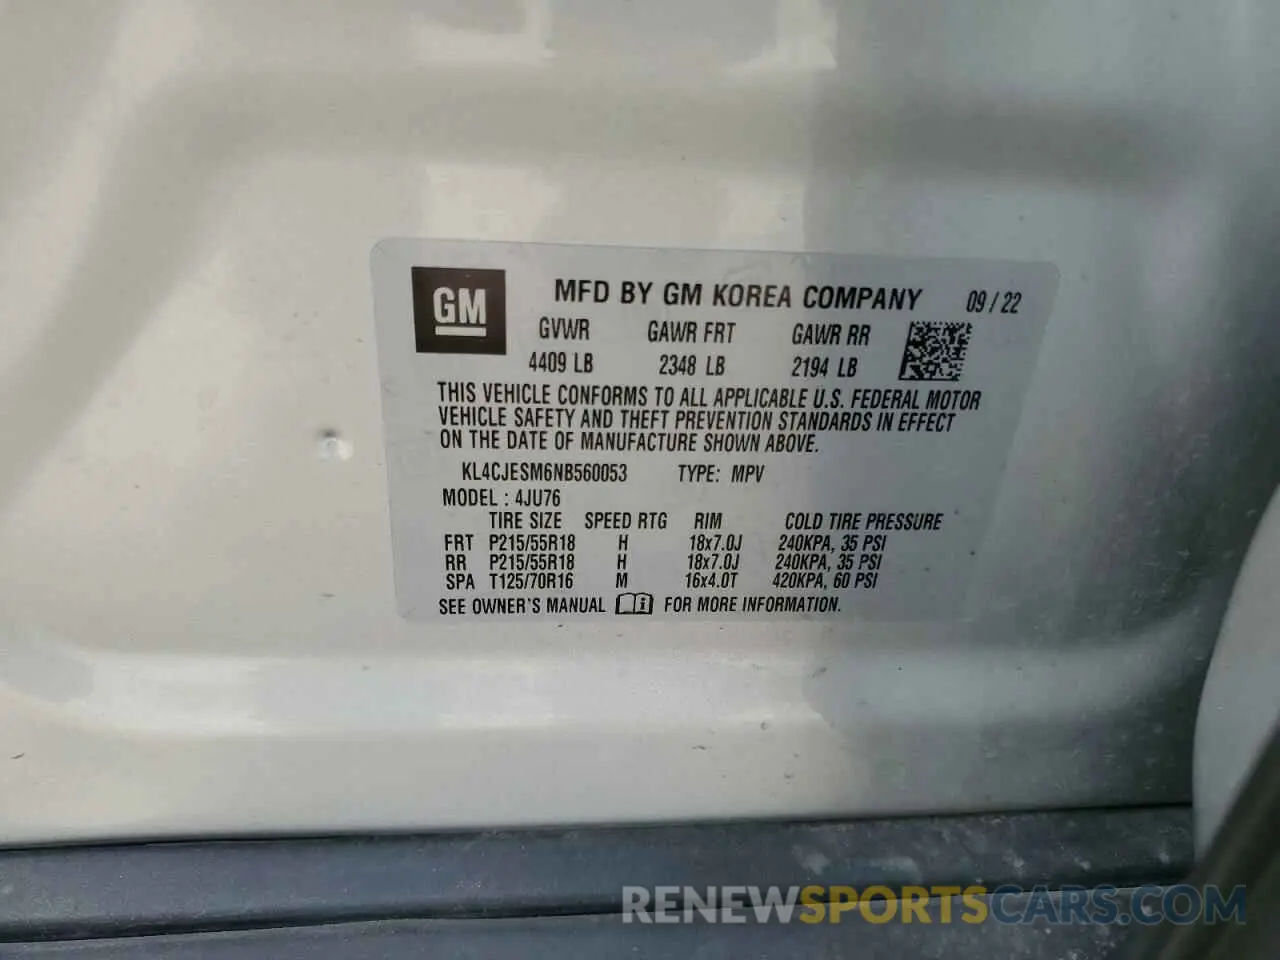 GM
MFD BY GM KOREA COMPANY 09/22
GVWR GAWR FRT GAWR RR
4409 LB 2348 LB 2194 LB
THIS VEHICLE CONFORMS TO ALL APPLICABLE U.S. FEDERAL MOTOR
VEHICLE SAFETY AND THEFT PREVENTION STANDARDS IN EFFECT
ON THE DATE OF MANUFACTURE SHOWN ABOVE.
KL4CJESM6NB560053 TYPE: MPV
MODEL : 4JU76
TIRE SIZE SPEED RTG RIM COLD TIRE PRESSURE
FRT P215/55R18 H 18x7.0J 240KPA, 35 PSI
RR P215/55R18 H 18x7.0J 240KPA, 35 PSI
SPA T125/70R16 M 16x4.0T 420KPA, 60 PSI
SEE OWNER'S MANUAL i FOR MORE INFORMATION.
RENEWSPORTSCARS.COM